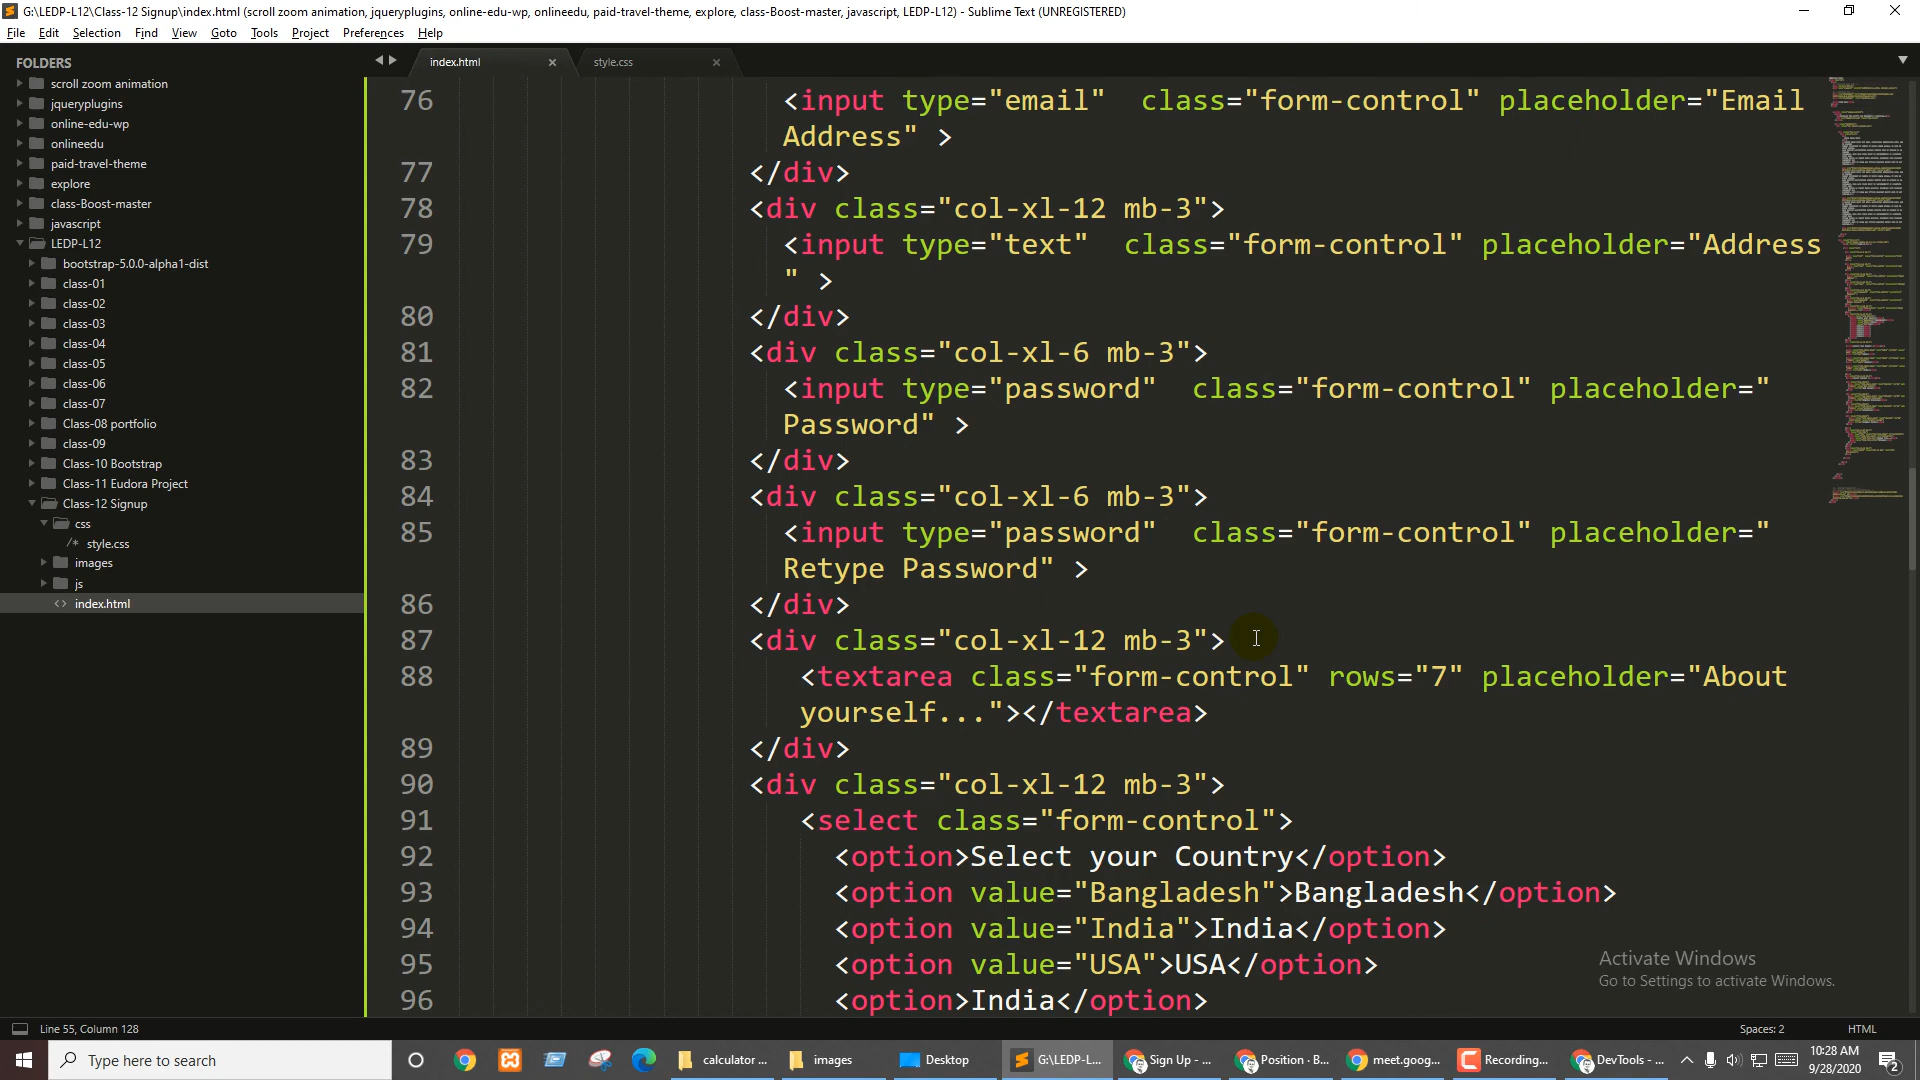 G:\LEDP-L12\Class-12 Signup\index.html (scroll zoom animation, jqueryplugins, online-edu-wp, onlineedu, paid-travel-theme, explore, class-Boost-master, javascript, LEDP-L12) - Sublime Text (UNREGISTERED)
File Edit Selection Find View Goto Tools Project Preferences Help
FOLDERS
scroll zoom animation
jqueryplugins
online-edu-wp
onlineedu
paid-travel-theme
explore
class-Boost-master
javascript
LEDP-L12
bootstrap-5.0.0-alpha1-dist
class-01
class-02
class-03
class-04
class-05
class-06
class-07
Class-08 portfolio
class-09
Class-10 Bootstrap
Class-11 Eudora Project
Class-12 Signup
css
/* style.css
images
js
<> index.html
index.html × style.css ×
76 <input type="email"  class="form-control" placeholder="Email
Address" >
77 </div>
78 <div class="col-xl-12 mb-3">
79 <input type="text"  class="form-control" placeholder="Address
" >
80 </div>
81 <div class="col-xl-6 mb-3">
82 <input type="password"  class="form-control" placeholder="
Password" >
83 </div>
84 <div class="col-xl-6 mb-3">
85 <input type="password"  class="form-control" placeholder="
Retype Password" >
86 </div>
87 <div class="col-xl-12 mb-3">
88 <textarea class="form-control" rows="7" placeholder="About
yourself..."></textarea>
89 </div>
90 <div class="col-xl-12 mb-3">
91 <select class="form-control">
92 <option>Select your Country</option>
93 <option value="Bangladesh">Bangladesh</option>
94 <option value="India">India</option>
95 <option value="USA">USA</option>
96 <option>India</option>
Activate Windows
Go to Settings to activate Windows.
Line 55, Column 128
Spaces: 2 HTML
Type here to search
calculator ... images Desktop G:\LEDP-L... Sign Up - ... Position · B... meet.goog... Recording... DevTools - ...
10:28 AM
9/28/2020
2